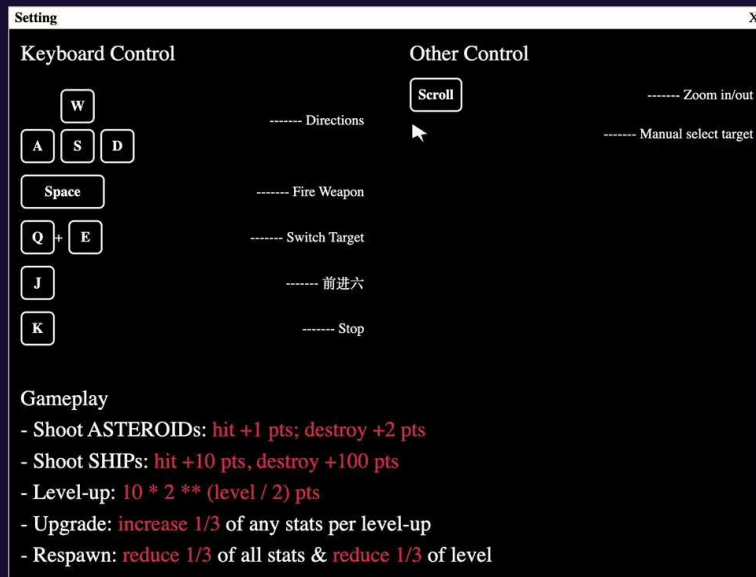 Setting X
Keyboard Control
W
A S D
------- Directions
Space ------- Fire Weapon
Q + E ------- Switch Target
J ------- 前进六
K ------- Stop
Other Control
Scroll ------- Zoom in/out
------- Manual select target
Gameplay
- Shoot ASTEROIDs: hit +1 pts; destroy +2 pts
- Shoot SHIPs: hit +10 pts, destroy +100 pts
- Level-up: 10 * 2 ** (level / 2) pts
- Upgrade: increase 1/3 of any stats per level-up
- Respawn: reduce 1/3 of all stats & reduce 1/3 of level